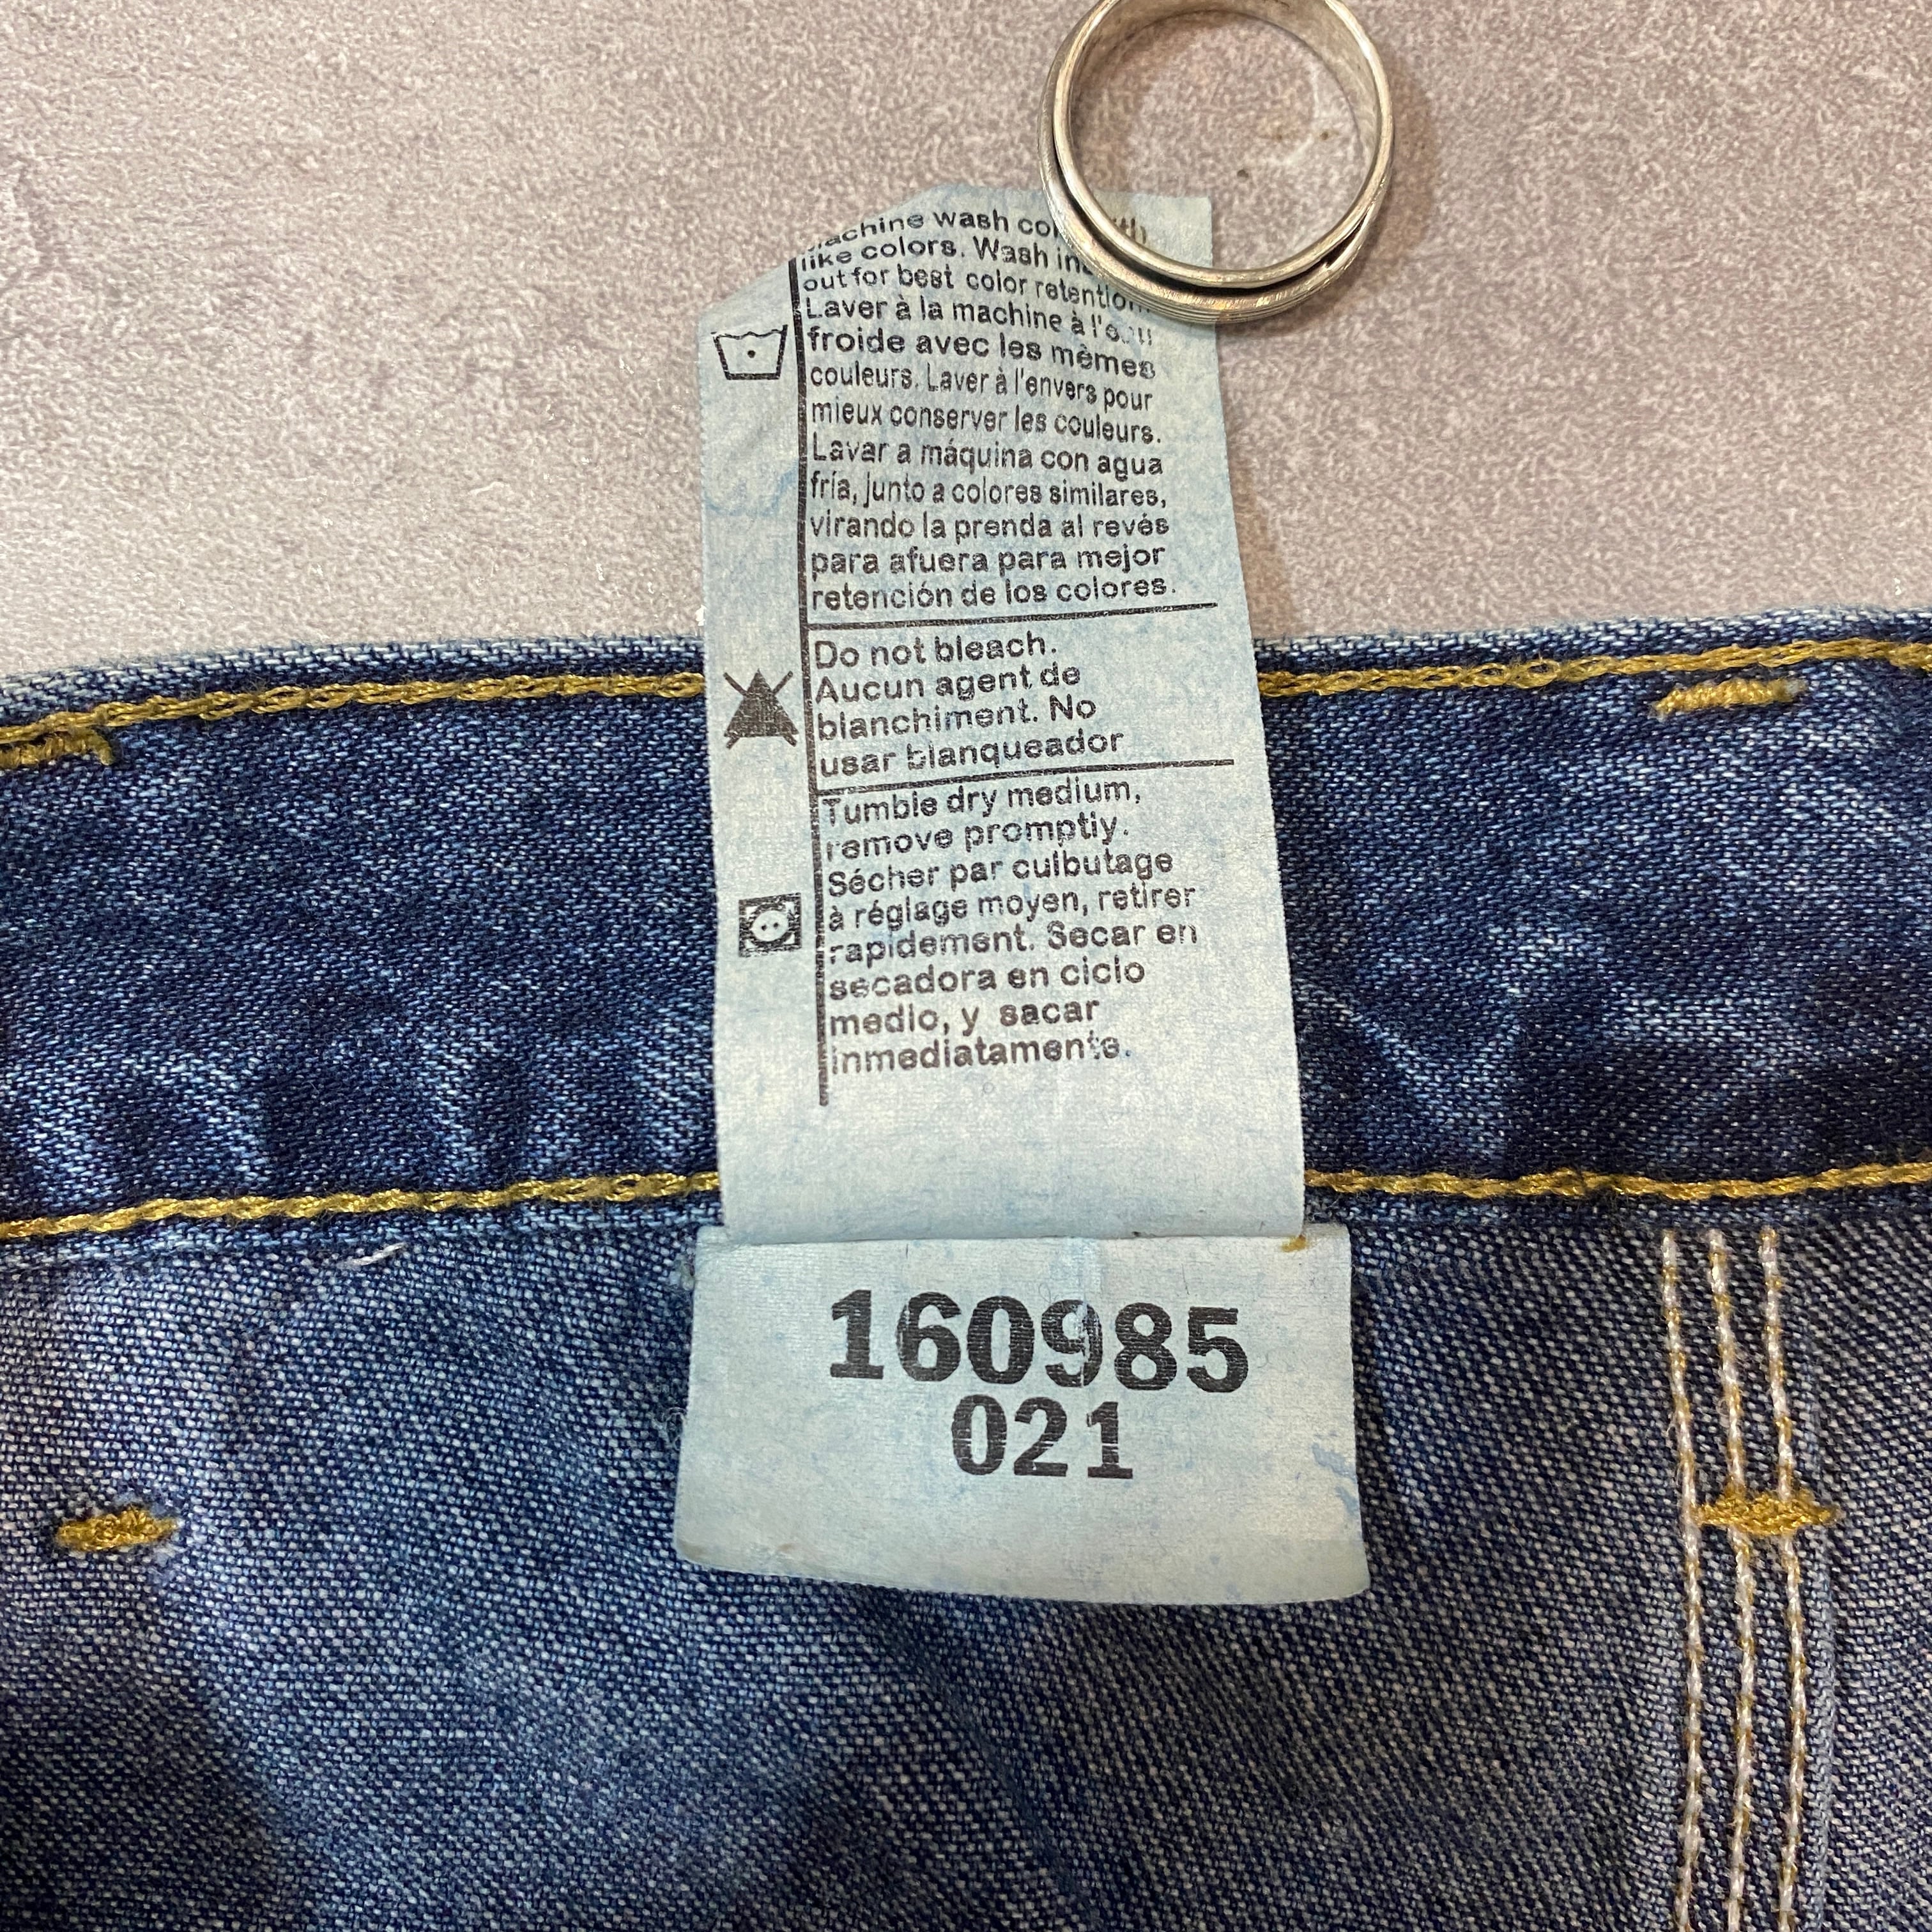 Machine wash
like colors. Wash
out for best color retention.
Laver à la machine à l'eau
froide avec les mêmes
couleurs. Laver à l'envers pour
mieux conserver les couleurs.
Lavar a máquina con agua
fría, junto a colores similares,
virando la prenda al revés
para afuera para mejor
retención de los colores.
Do not bleach.
Aucun agent de
blanchiment. No
usar blanqueador
Tumble dry medium,
remove promptly.
Sécher par culbutage
à réglage moyen, retirer
rapidement. Secar en
secadora en ciclo
medio, y sacar
inmediatamente.
160985
021